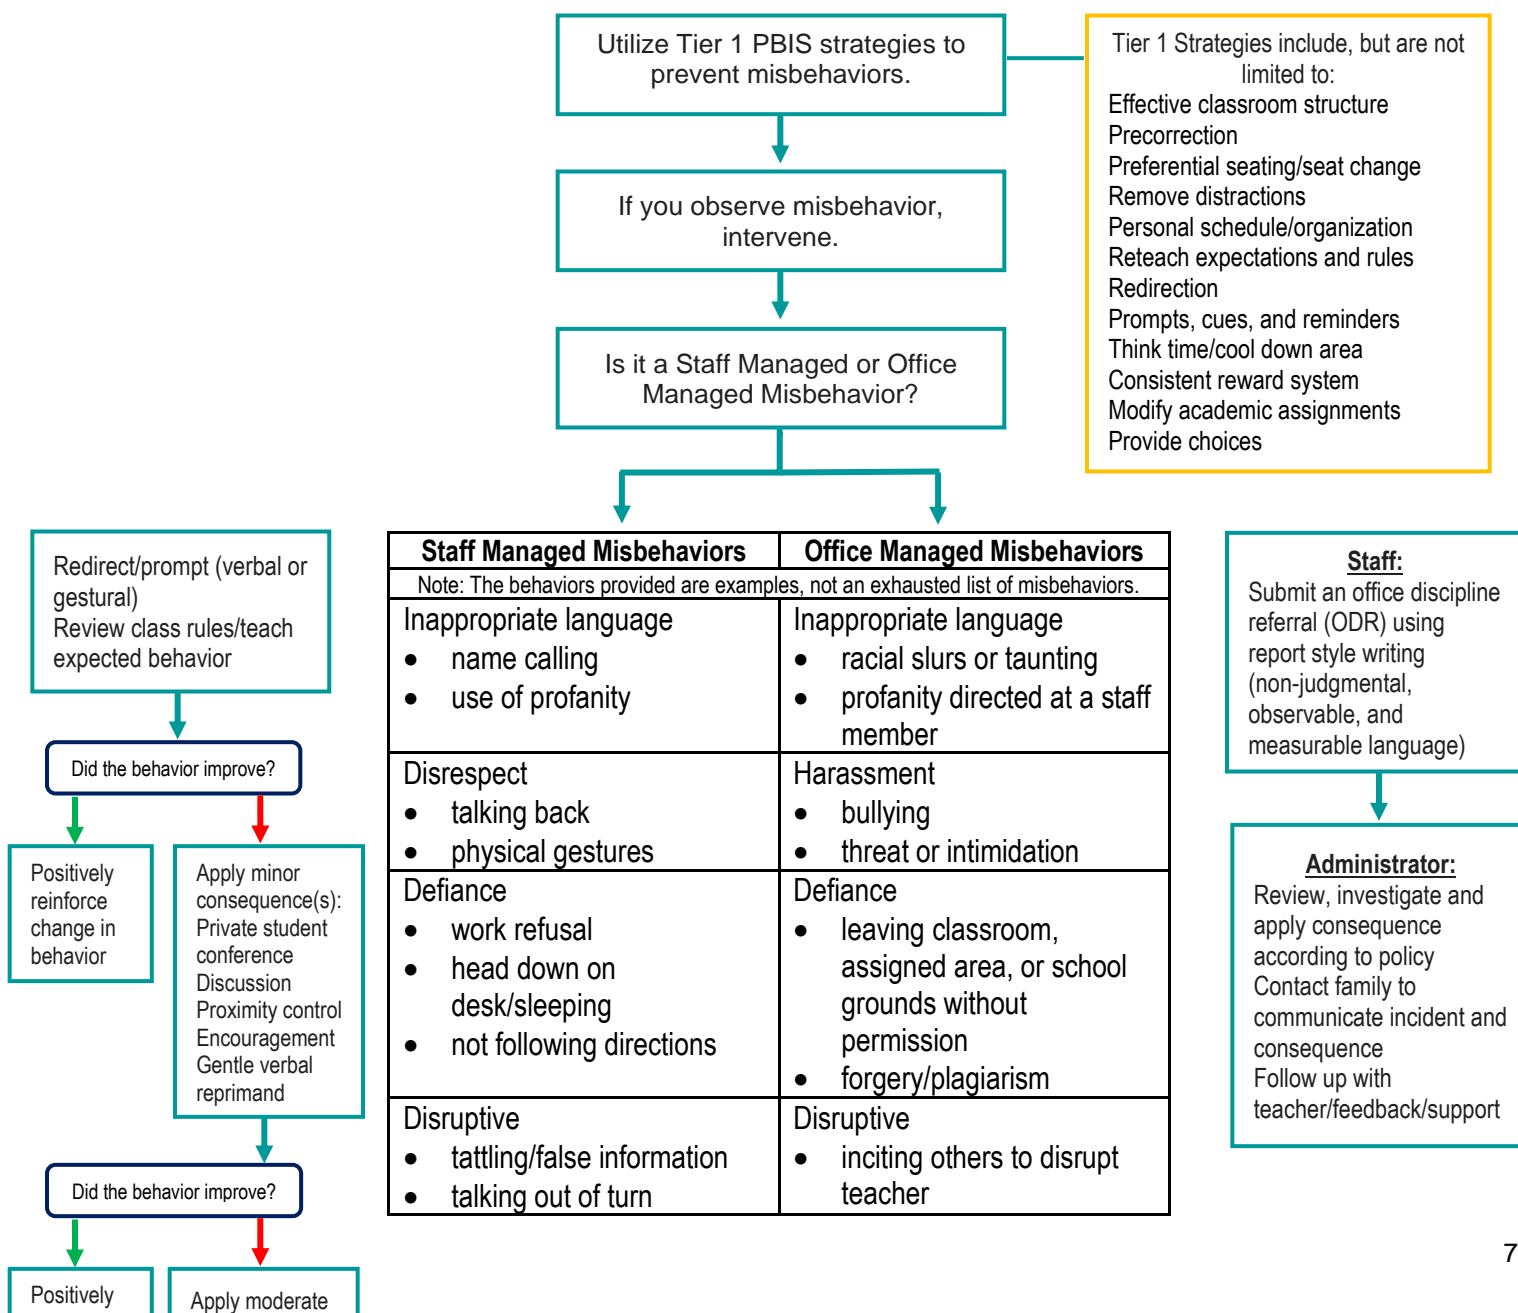 Utilize Tier 1 PBIS strategies to
prevent misbehaviors.
Tier 1 Strategies include, but are not
limited to:
Effective classroom structure
Precorrection
Preferential seating/seat change
Remove distractions
Personal schedule/organization
Reteach expectations and rules
Redirection
Prompts, cues, and reminders
Think time/cool down area
Consistent reward system
Modify academic assignments
Provide choices
If you observe misbehavior,
intervene.
Is it a Staff Managed or Office
Managed Misbehavior?
Redirect/prompt (verbal or
gestural)
Review class rules/teach
expected behavior
Did the behavior improve?
Positively
reinforce
change in
behavior
Apply minor
consequence(s):
Private student
conference
Discussion
Proximity control
Encouragement
Gentle verbal
reprimand
Did the behavior improve?
Positively
Apply moderate
Staff Managed Misbehaviors
Office Managed Misbehaviors
Note: The behaviors provided are examples, not an exhausted list of misbehaviors.
Inappropriate language
• name calling
• use of profanity
Inappropriate language
• racial slurs or taunting
• profanity directed at a staff
member
Disrespect
• talking back
• physical gestures
Harassment
• bullying
• threat or intimidation
Defiance
• work refusal
• head down on
desk/sleeping
• not following directions
Defiance
• leaving classroom,
assigned area, or school
grounds without
permission
• forgery/plagiarism
Disruptive
• tattling/false information
• talking out of turn
Disruptive
• inciting others to disrupt
teacher
Staff:
Submit an office discipline
referral (ODR) using
report style writing
(non-judgmental,
observable, and
measurable language)
Administrator:
Review, investigate and
apply consequence
according to policy
Contact family to
communicate incident and
consequence
Follow up with
teacher/feedback/support
7